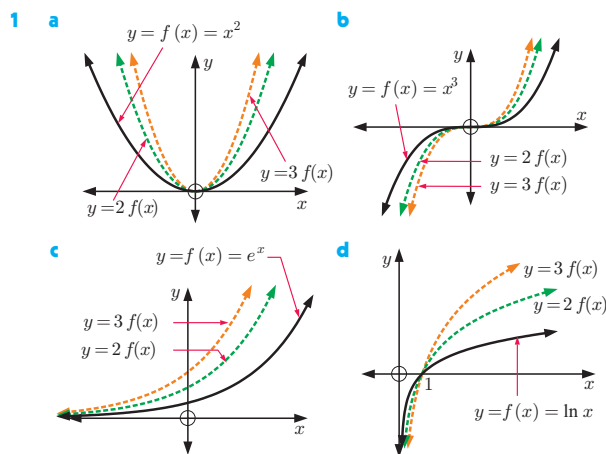 1 a
y = f(x) = x²
y
y = 3 f(x)
y = 2 f(x)
x
b
y
y = f(x) = x³
x
y = 2 f(x)
y = 3 f(x)
c
y = f(x) = eˣ
y
y = 3 f(x)
y = 2 f(x)
x
d
y
y = 3 f(x)
y = 2 f(x)
1
x
y = f(x) = ln x